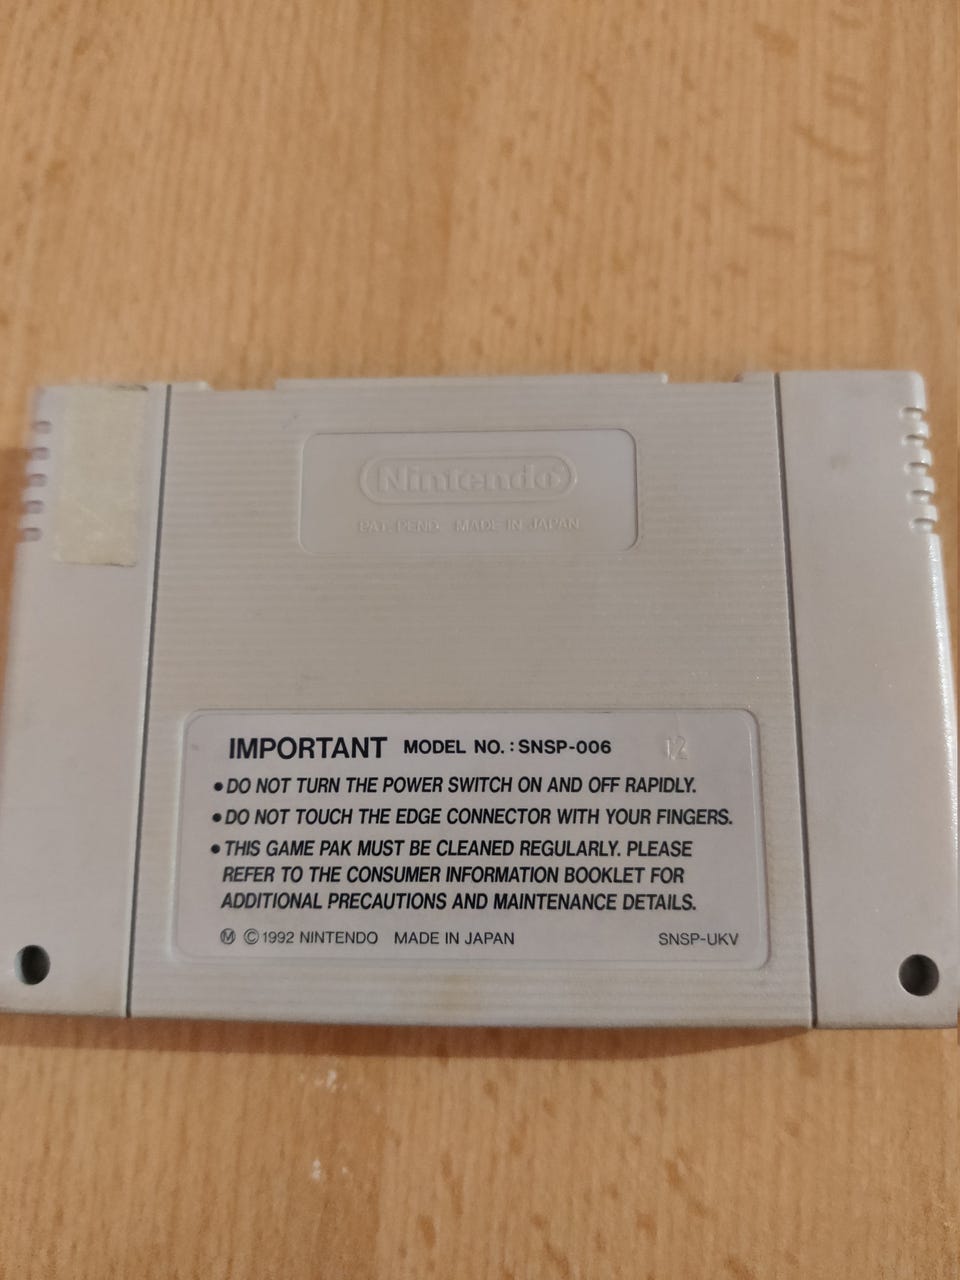 Nintendo
PAT. PEND. MADE IN JAPAN
IMPORTANT MODEL NO. : SNSP-006 12
•DO NOT TURN THE POWER SWITCH ON AND OFF RAPIDLY.
•DO NOT TOUCH THE EDGE CONNECTOR WITH YOUR FINGERS.
•THIS GAME PAK MUST BE CLEANED REGULARLY. PLEASE
REFER TO THE CONSUMER INFORMATION BOOKLET FOR
ADDITIONAL PRECAUTIONS AND MAINTENANCE DETAILS.
Ⓜ ©1992 NINTENDO MADE IN JAPAN SNSP-UKV